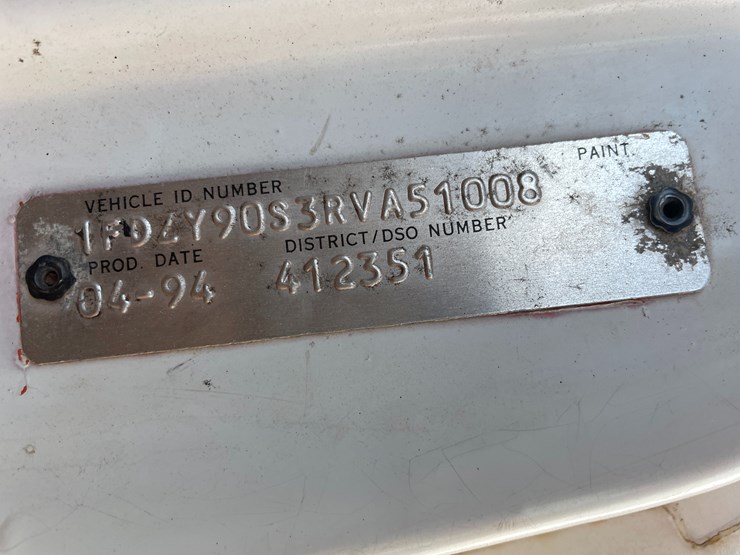 VEHICLE ID NUMBER
PAINT
1FDZY90S3RVA51008
PROD. DATE
DISTRICT/DSO NUMBER
04-94
412351